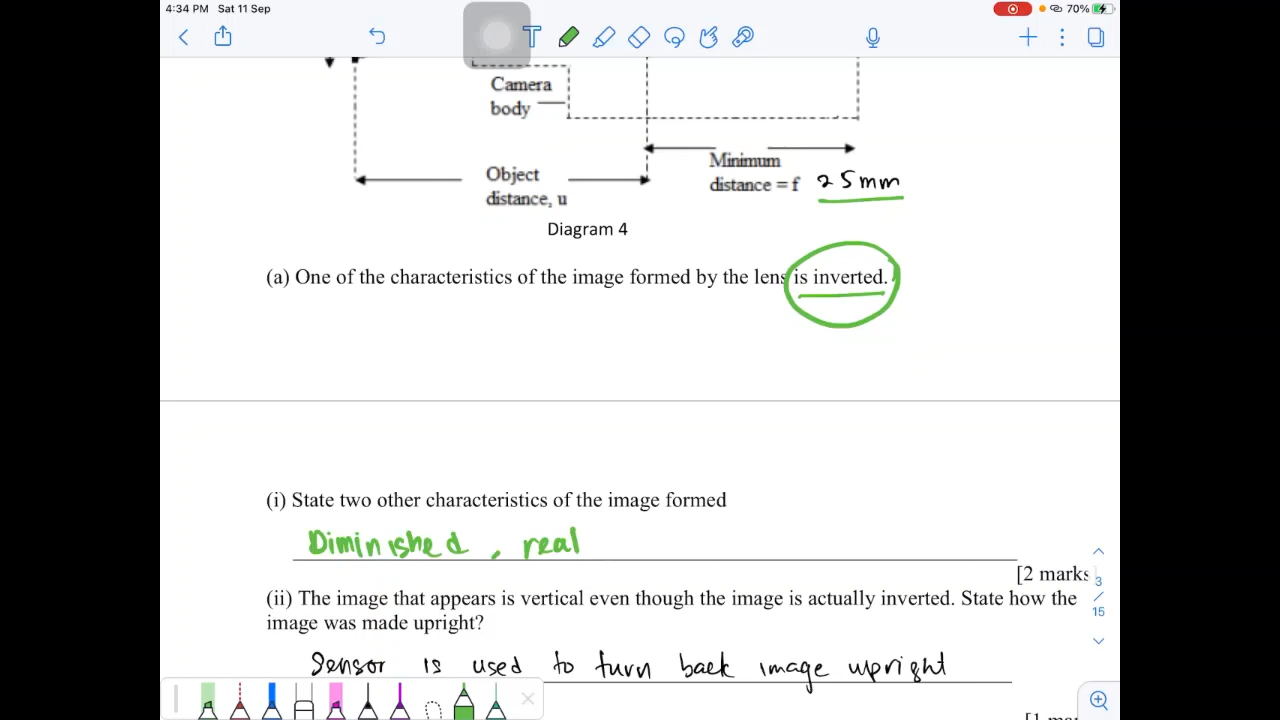 4:34 PM Sat 11 Sep
70%
T
Camera
body
Minimum
distance = f 25mm
Object
distance, u
Diagram 4
(a) One of the characteristics of the image formed by the lens is inverted.
(i) State two other characteristics of the image formed
Diminished , real
[2 marks]
3
/
15
(ii) The image that appears is vertical even though the image is actually inverted. State how the
image was made upright?
Sensor is used to turn back image upright